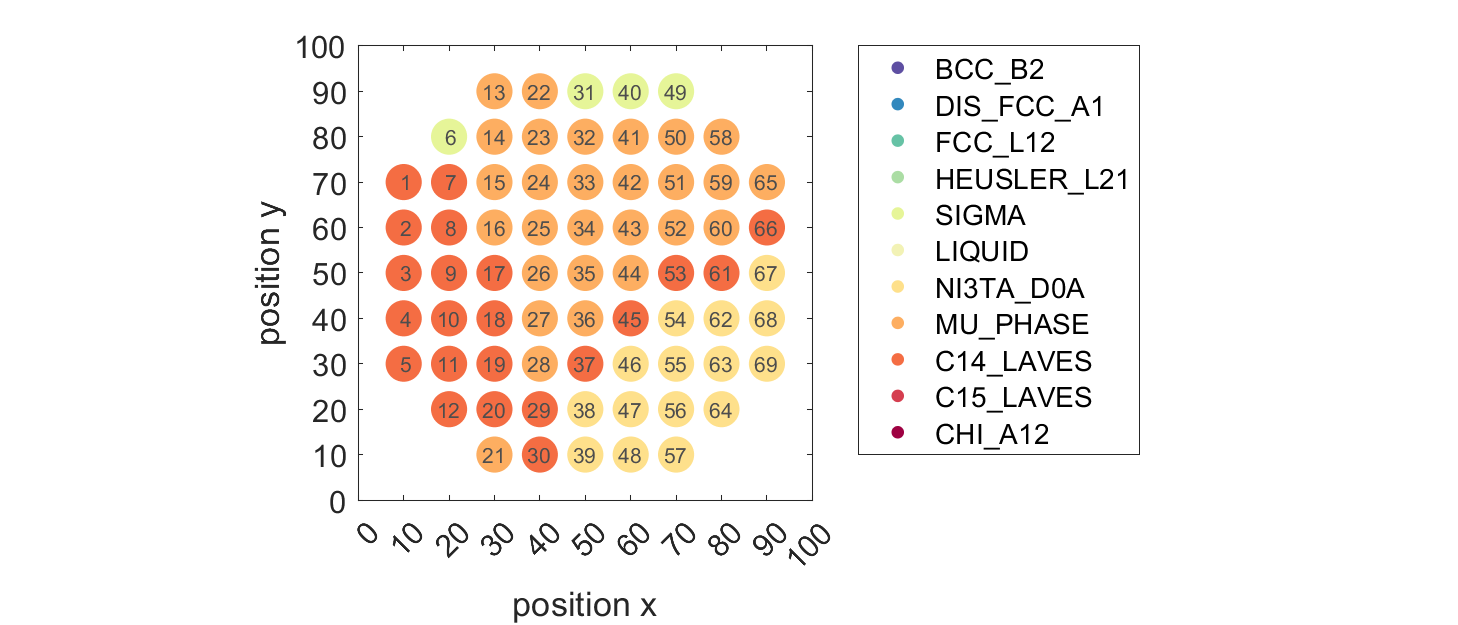 100
90
80
70
60
50
40
30
20
10
0
position y
13 22 31 40 49
6 14 23 32 41 50 58
1 7 15 24 33 42 51 59 65
2 8 16 25 34 43 52 60 66
3 9 17 26 35 44 53 61 67
4 10 18 27 36 45 54 62 68
5 11 19 28 37 46 55 63 69
12 20 29 38 47 56 64
21 30 39 48 57
0 10 20 30 40 50 60 70 80 90 100
position x
BCC_B2
DIS_FCC_A1
FCC_L12
HEUSLER_L21
SIGMA
LIQUID
NI3TA_D0A
MU_PHASE
C14_LAVES
C15_LAVES
CHI_A12